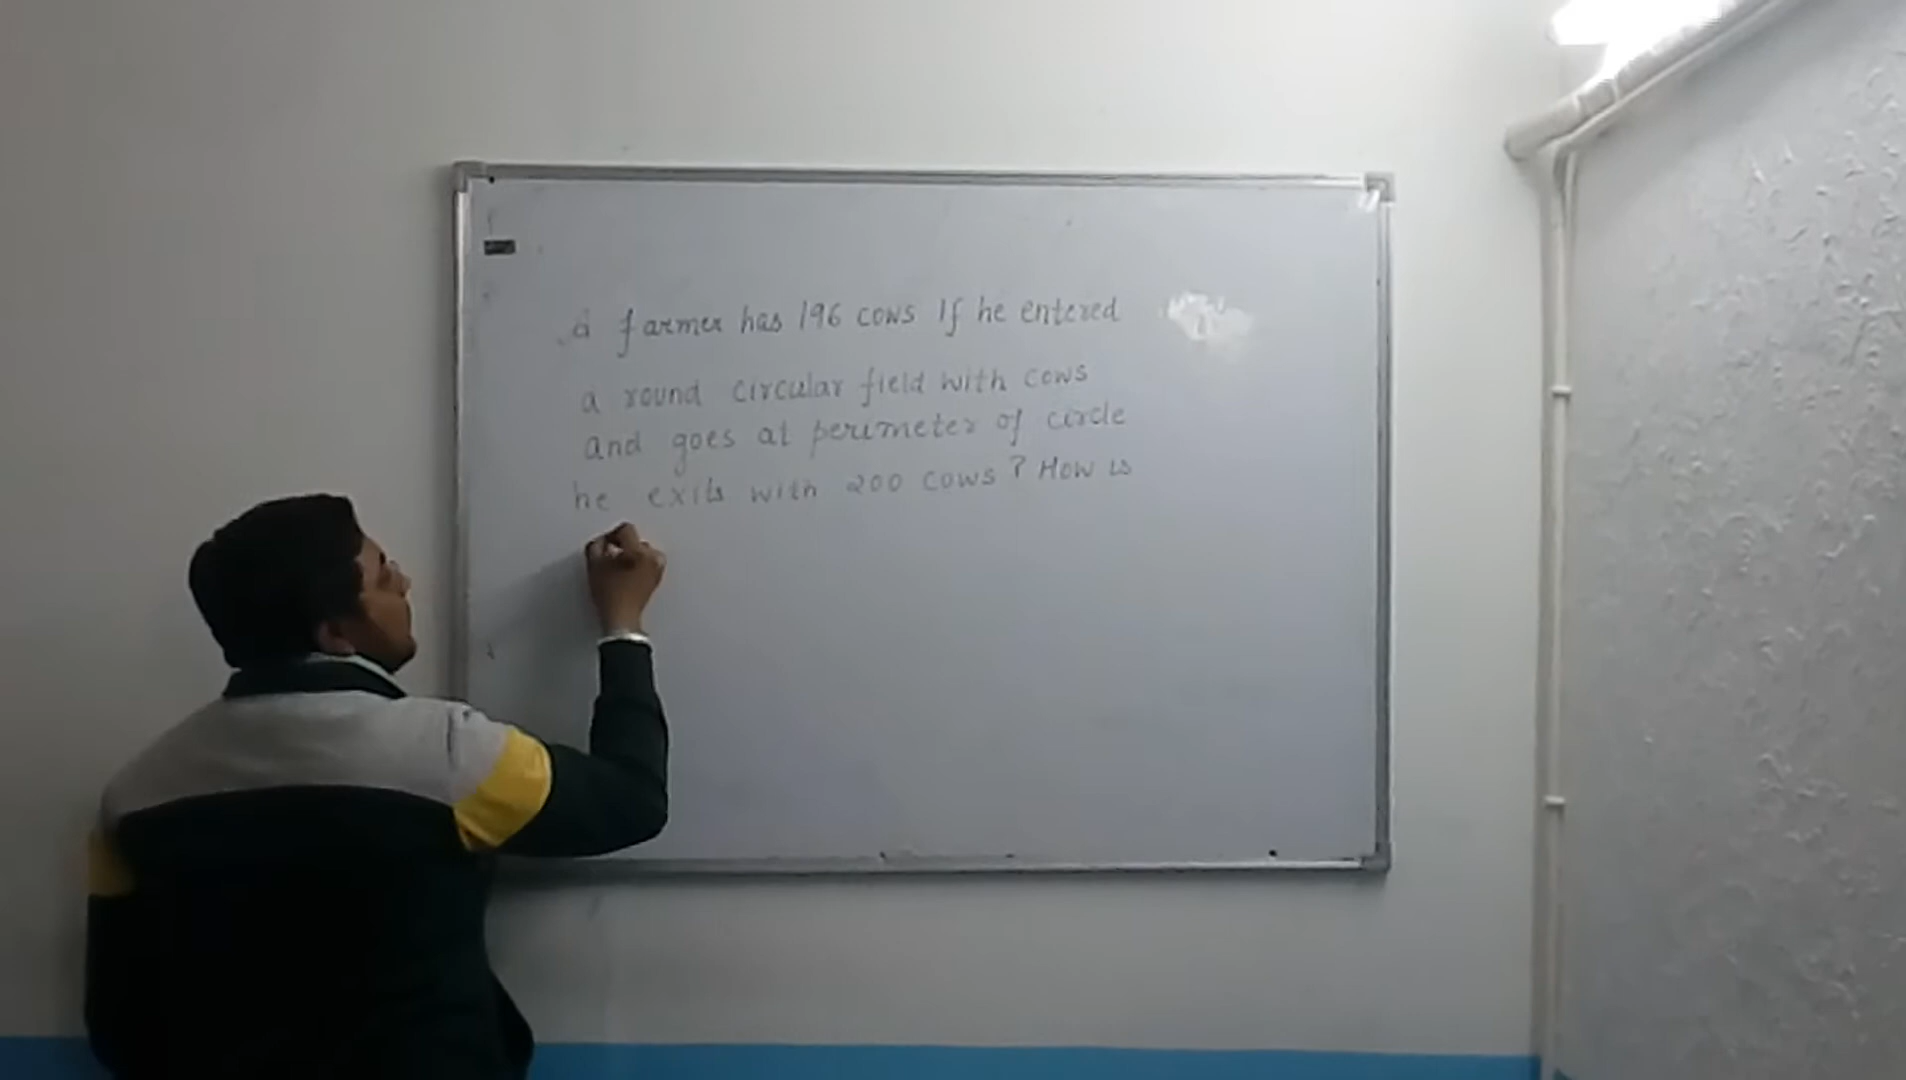 a farmer has 196 cows If he entered
a round circular field with cows
and goes at perimeter of circle
he exits with 200 cows? How is